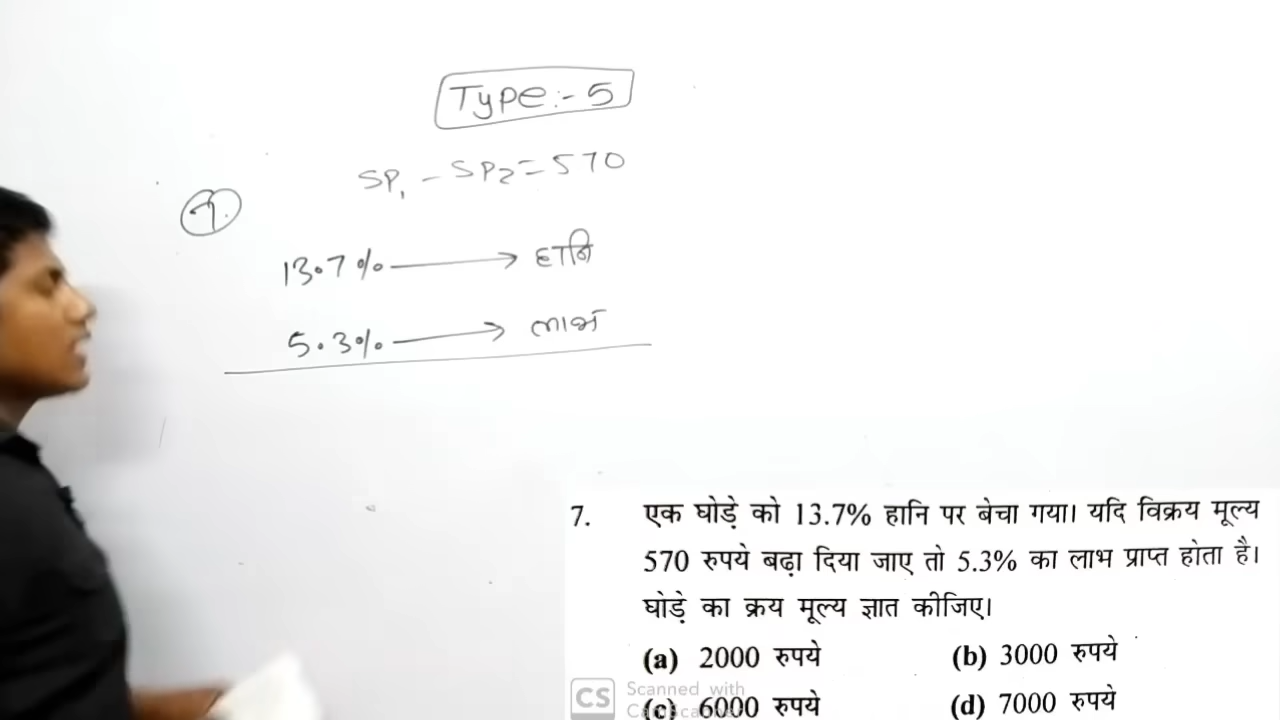 Type:- 5
SP₁ - SP₂ = 570
7.
13.7% → हानि
5.3% → लाभ
7. एक घोड़े को 13.7% हानि पर बेचा गया। यदि विक्रय मूल्य
570 रुपये बढ़ा दिया जाए तो 5.3% का लाभ प्राप्त होता है।
घोड़े का क्रय मूल्य ज्ञात कीजिए।
(a) 2000 रुपये (b) 3000 रुपये
CS Scanned with
CamScanner
(c) 6000 रुपये (d) 7000 रुपये